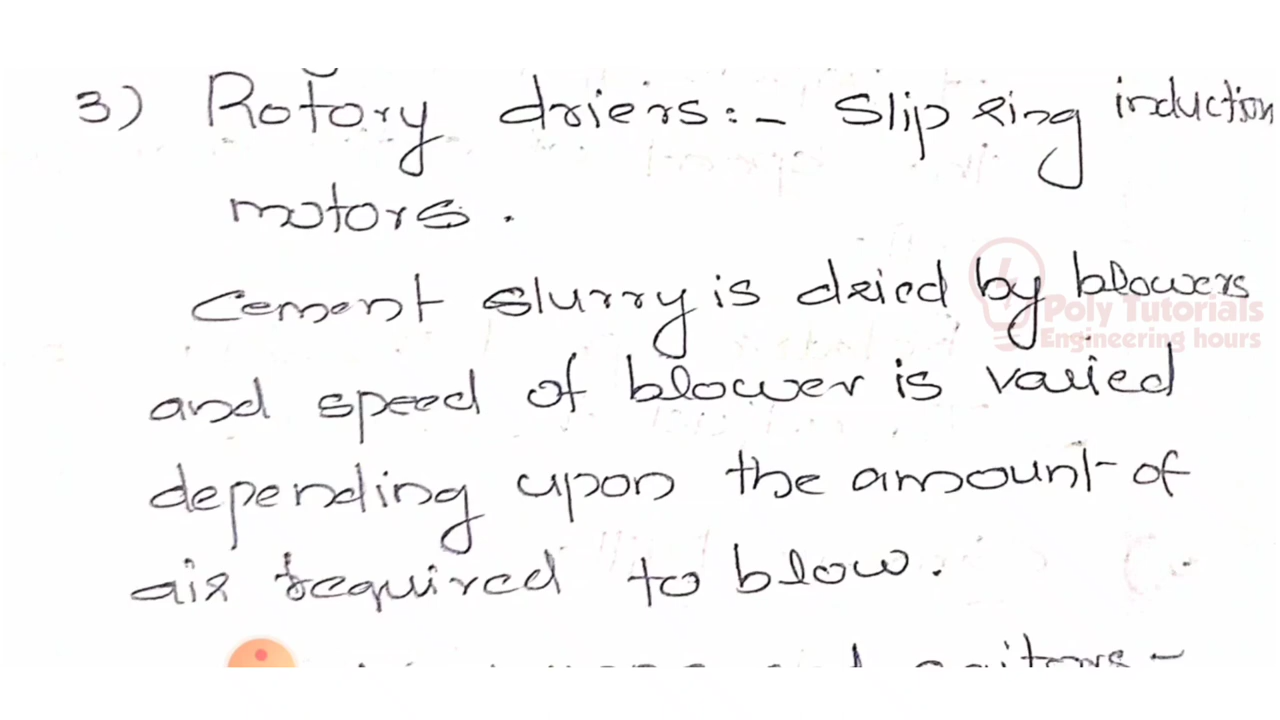 3) Rotory driers:- Slip ring induction
motors.
Cement slurry is dried by blowers
Poly Tutorials
Engineering hours
and speed of blower is varied
depending upon the amount of
air required to blow.